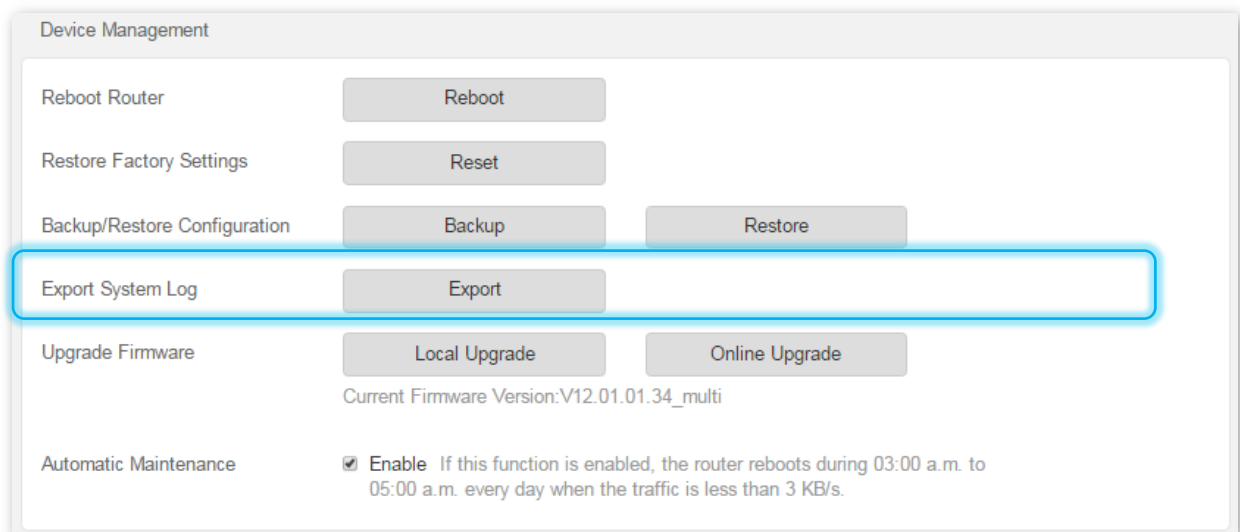 Device Management
Reboot Router Reboot
Restore Factory Settings Reset
Backup/Restore Configuration Backup Restore
Export System Log Export
Upgrade Firmware Local Upgrade Online Upgrade
Current Firmware Version:V12.01.01.34_multi
Automatic Maintenance Enable If this function is enabled, the router reboots during 03:00 a.m. to
05:00 a.m. every day when the traffic is less than 3 KB/s.